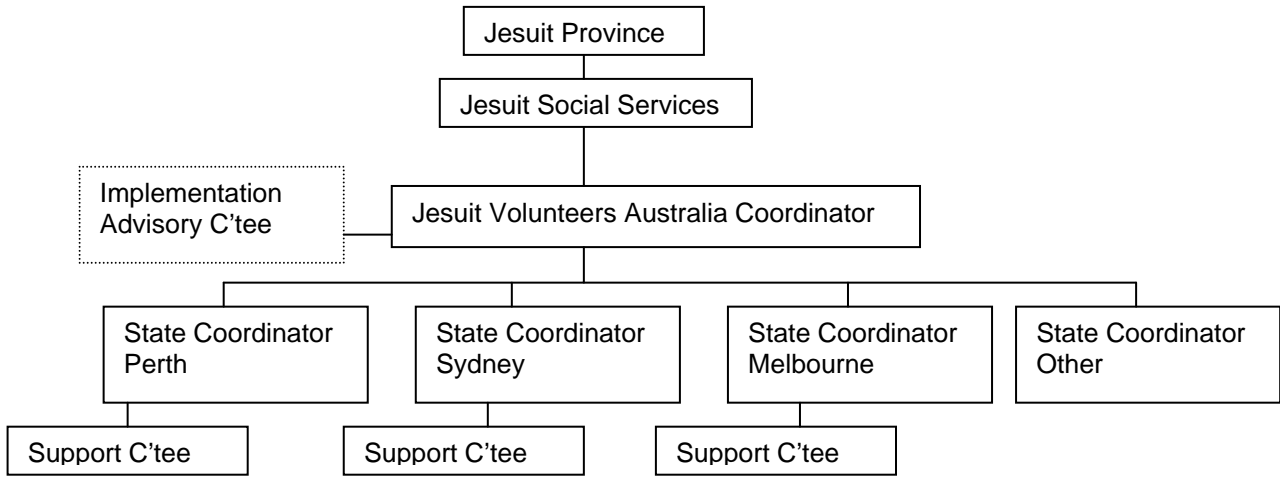 Jesuit Province
Jesuit Social Services
Implementation
Advisory C’tee
Jesuit Volunteers Australia Coordinator
State Coordinator
Perth
State Coordinator
Sydney
State Coordinator
Melbourne
State Coordinator
Other
Support C’tee
Support C’tee
Support C’tee